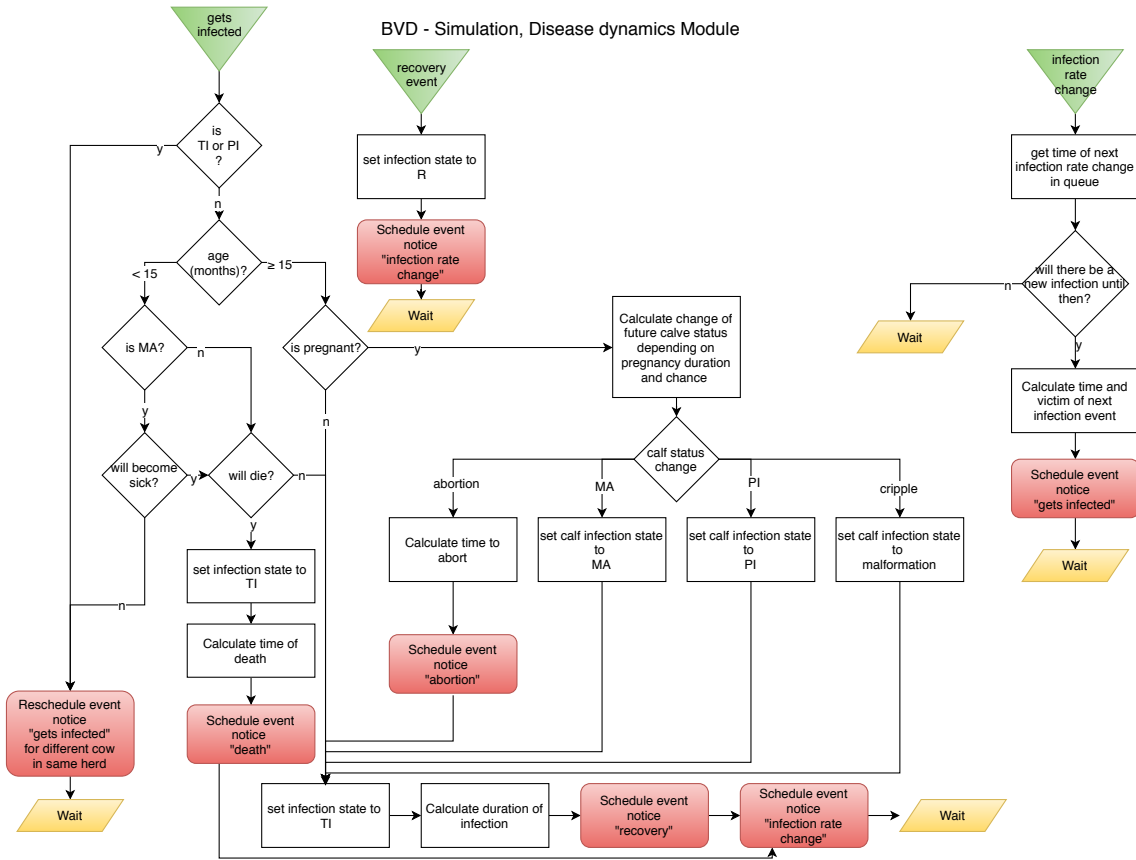 BVD - Simulation, Disease dynamics Module
gets
infected
is
TI or PI
?
y
n
age
(months)?
< 15
≥ 15
is MA?
n
y
will become
sick?
y
n
will die?
n
y
set infection state to
TI
Calculate time of
death
Schedule event
notice
"death"
Reschedule event
notice
"gets infected"
for different cow
in same herd
Wait
is pregnant?
y
n
Calculate change of
future calve status
depending on
pregnancy duration
and chance
calf status
change
abortion
MA
PI
cripple
Calculate time to
abort
set calf infection state
to
MA
set calf infection state
to
PI
set calf infection state
to
malformation
Schedule event
notice
"abortion"
set infection state to
TI
Calculate duration of
infection
Schedule event
notice
"recovery"
Schedule event
notice
"infection rate
change"
Wait
recovery
event
set infection state to
R
Schedule event
notice
"infection rate
change"
Wait
infection
rate
change
get time of next
infection rate change
in queue
will there be a
new infection until
then?
n
Wait
y
Calculate time and
victim of next
infection event
Schedule event
notice
"gets infected"
Wait